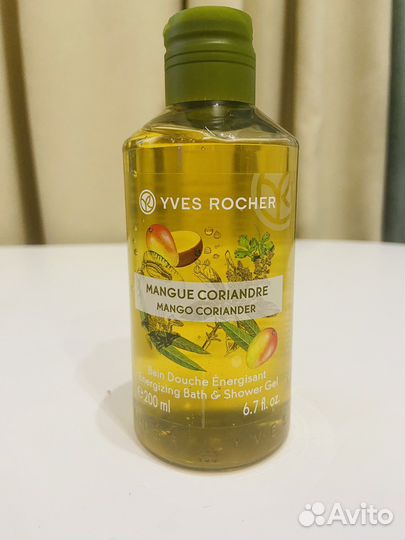 YVES ROCHER
MANGUE CORIANDRE
MANGO CORIANDER
Bain Douche Énergisant
Energizing Bath & Shower Gel
e 200 ml 6.7 fl. oz.
Avito